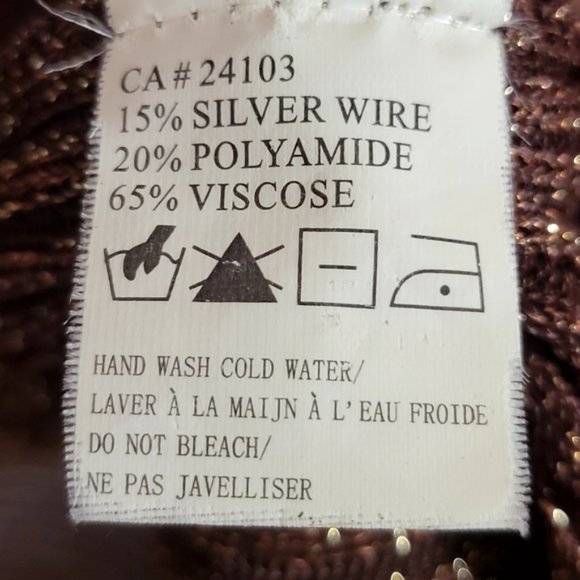 CA # 24103
15% SILVER WIRE
20% POLYAMIDE
65% VISCOSE
HAND WASH COLD WATER/
LAVER À LA MAIJN À L'EAU FROIDE
DO NOT BLEACH/
NE PAS JAVELLISER